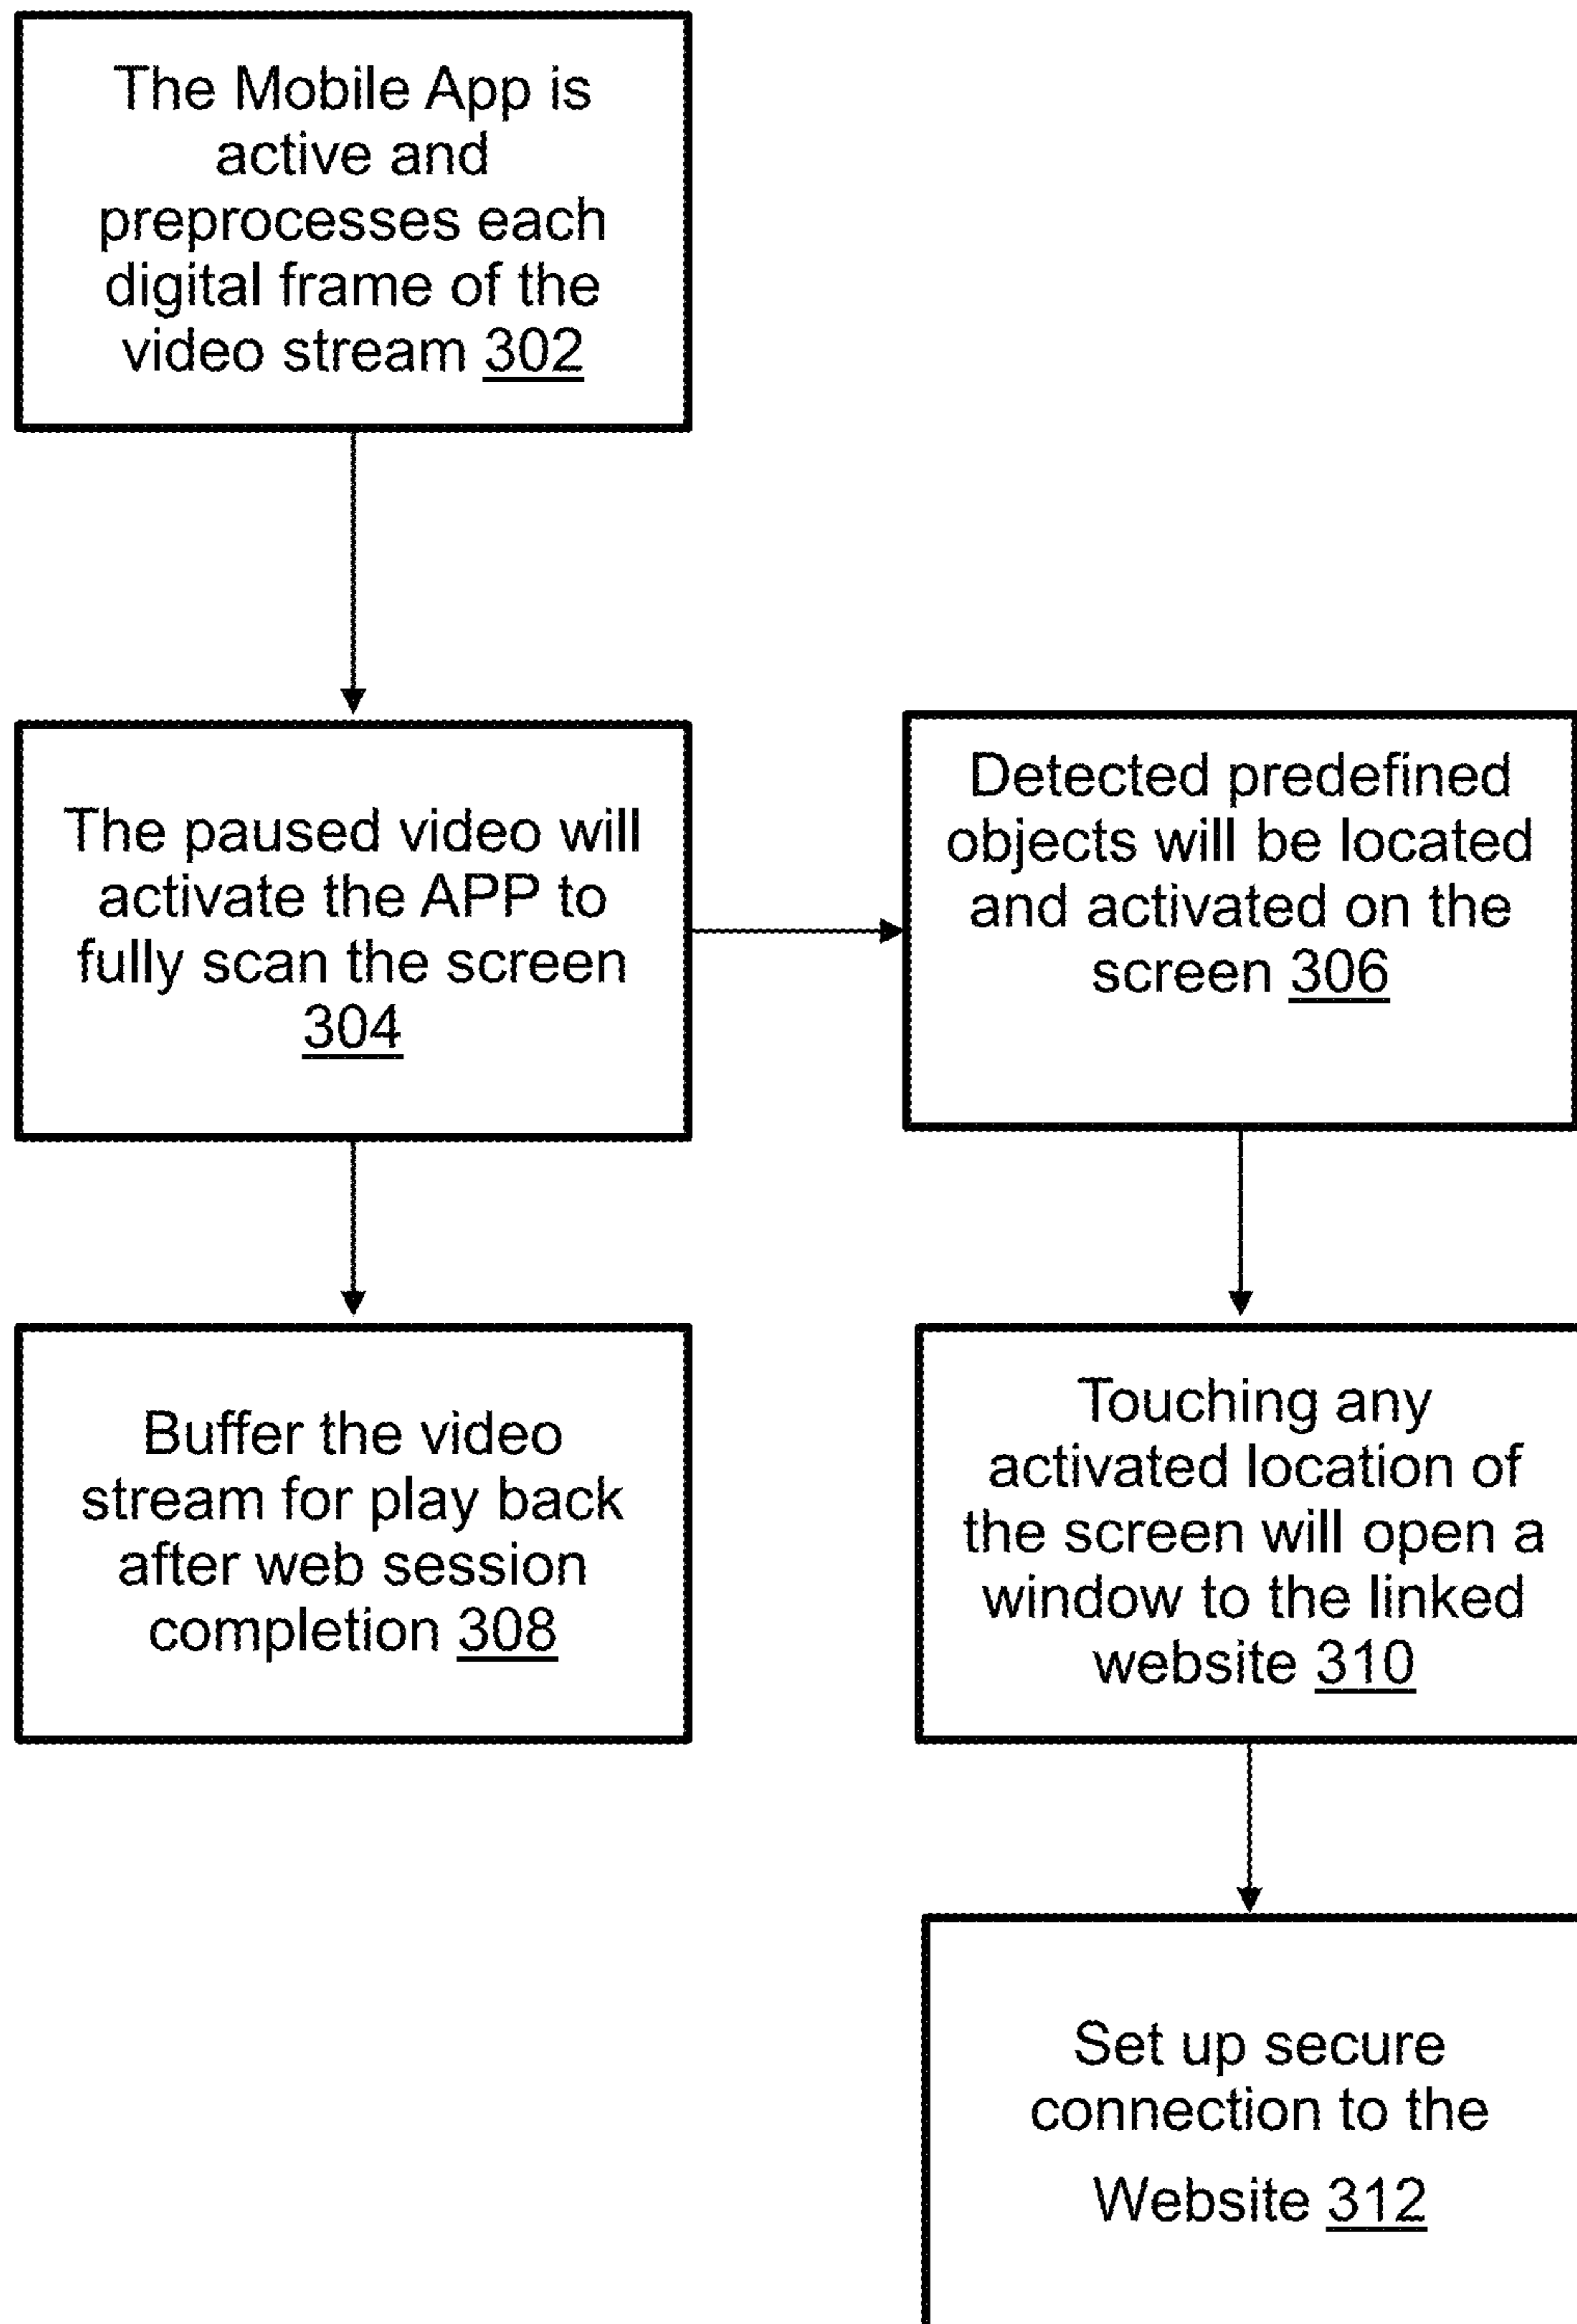 The Mobile App is
active and
preprocesses each
digital frame of the
video stream 302
The paused video will
activate the APP to
fully scan the screen
304
Detected predefined
objects will be located
and activated on the
screen 306
Buffer the video
stream for play back
after web session
completion 308
Touching any
activated location of
the screen will open a
window to the linked
website 310
Set up secure
connection to the
Website 312